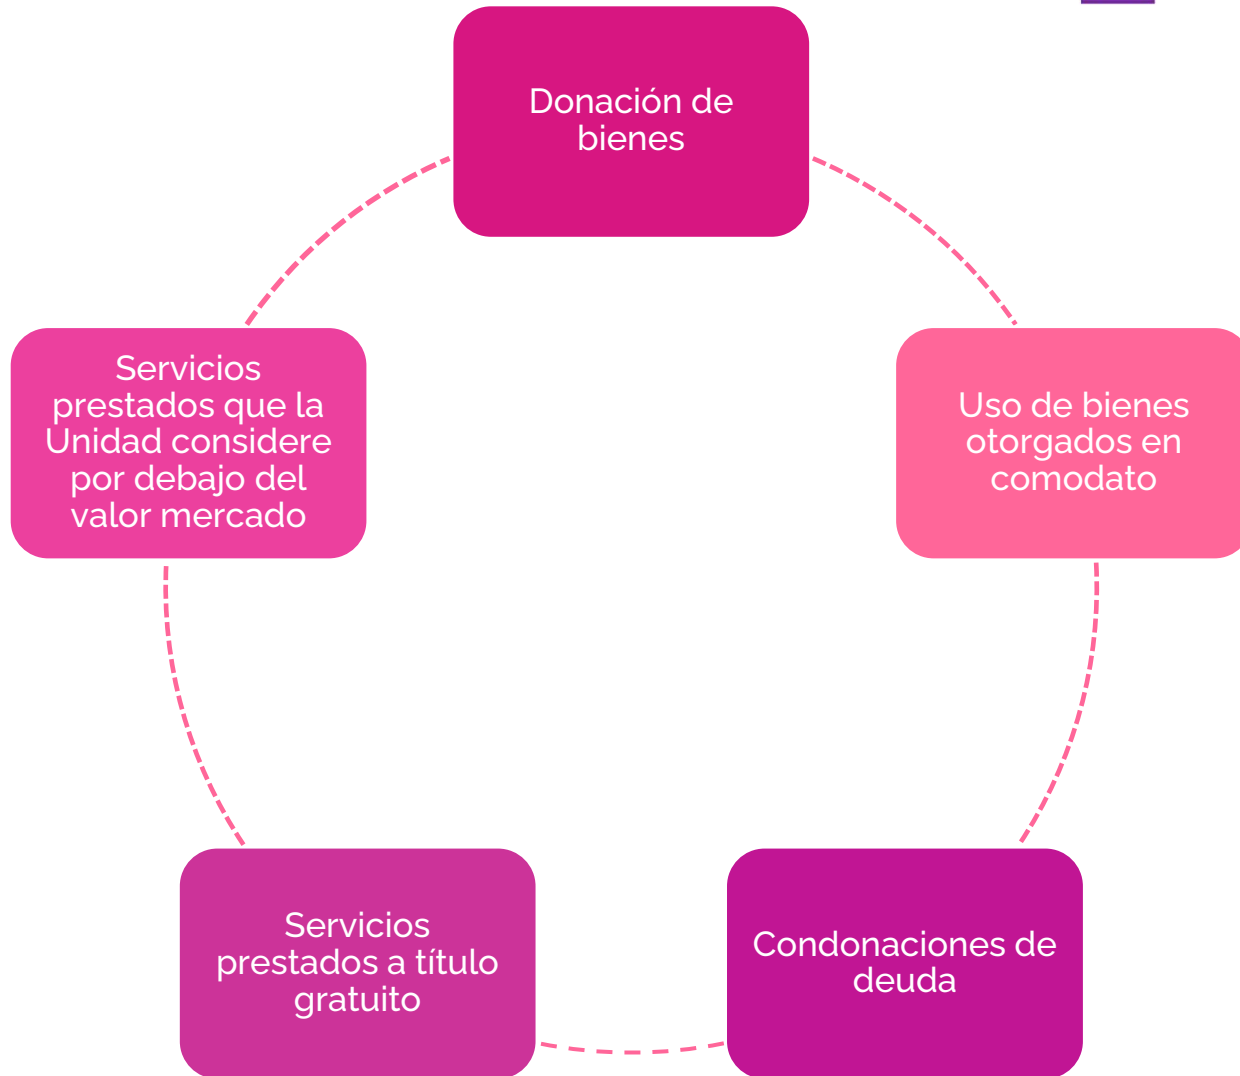 Donación de
bienes
Uso de bienes
otorgados en
comodato
Condonaciones de
deuda
Servicios
prestados a título
gratuito
Servicios
prestados que la
Unidad considere
por debajo del
valor mercado